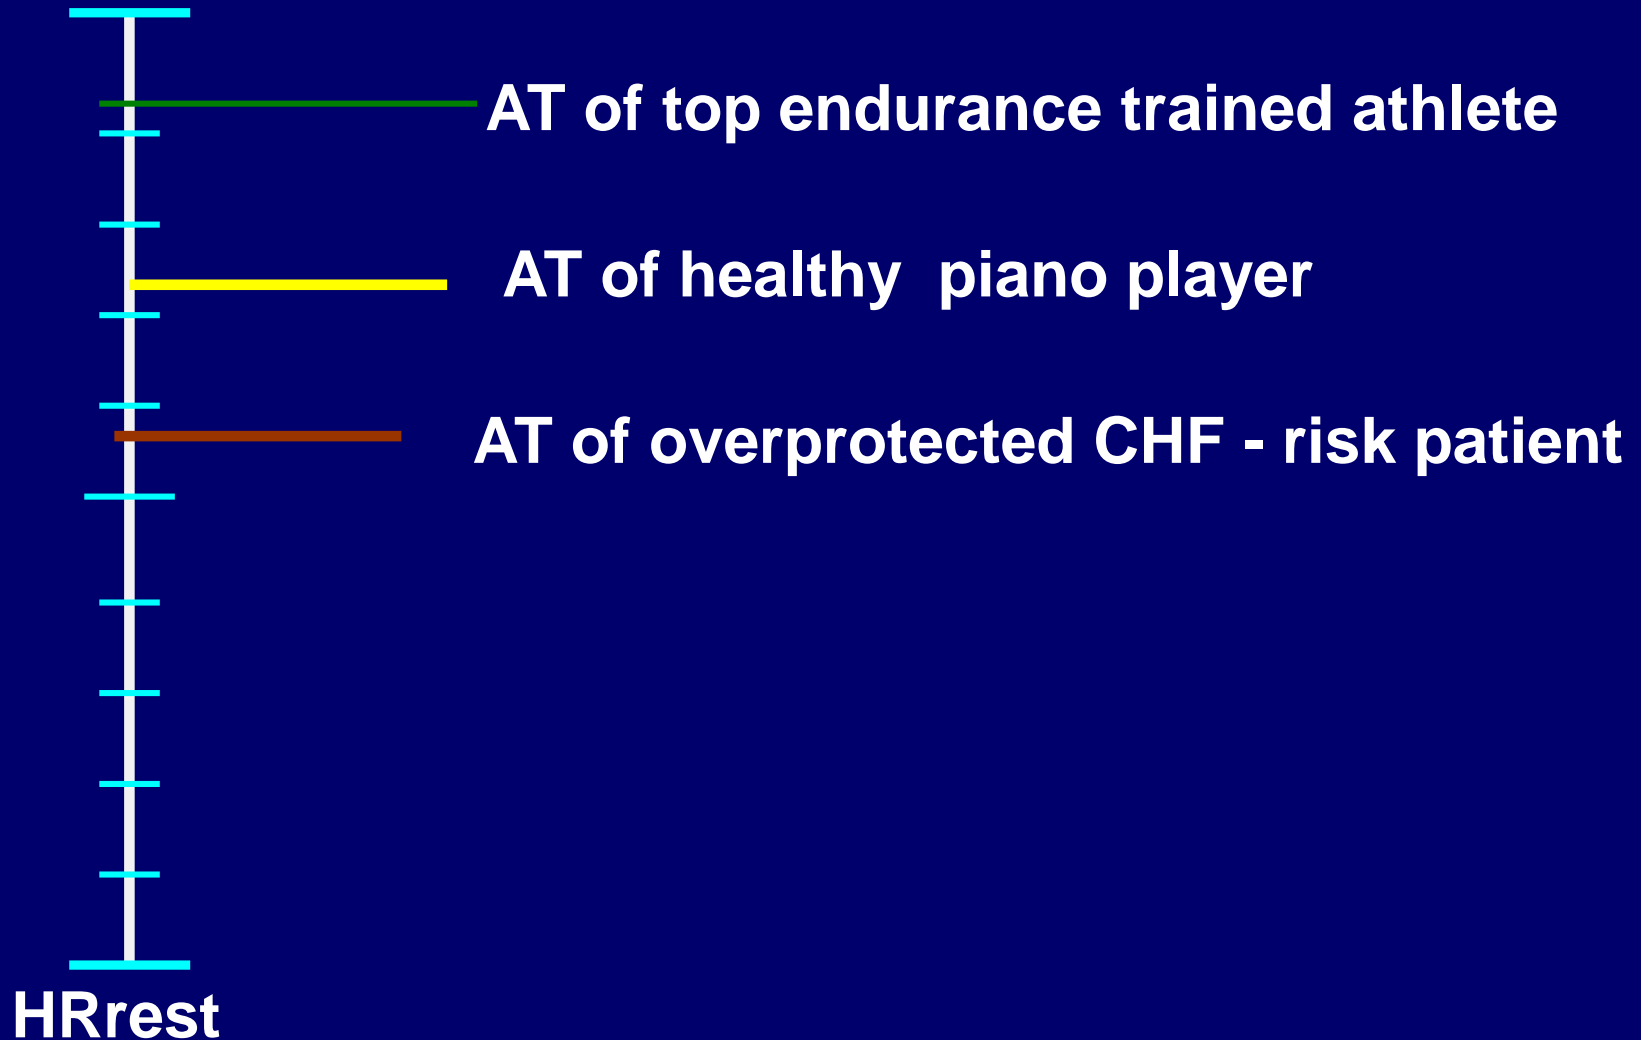 AT of top endurance trained athlete
AT of healthy  piano player
AT of overprotected CHF - risk patient
HRrest